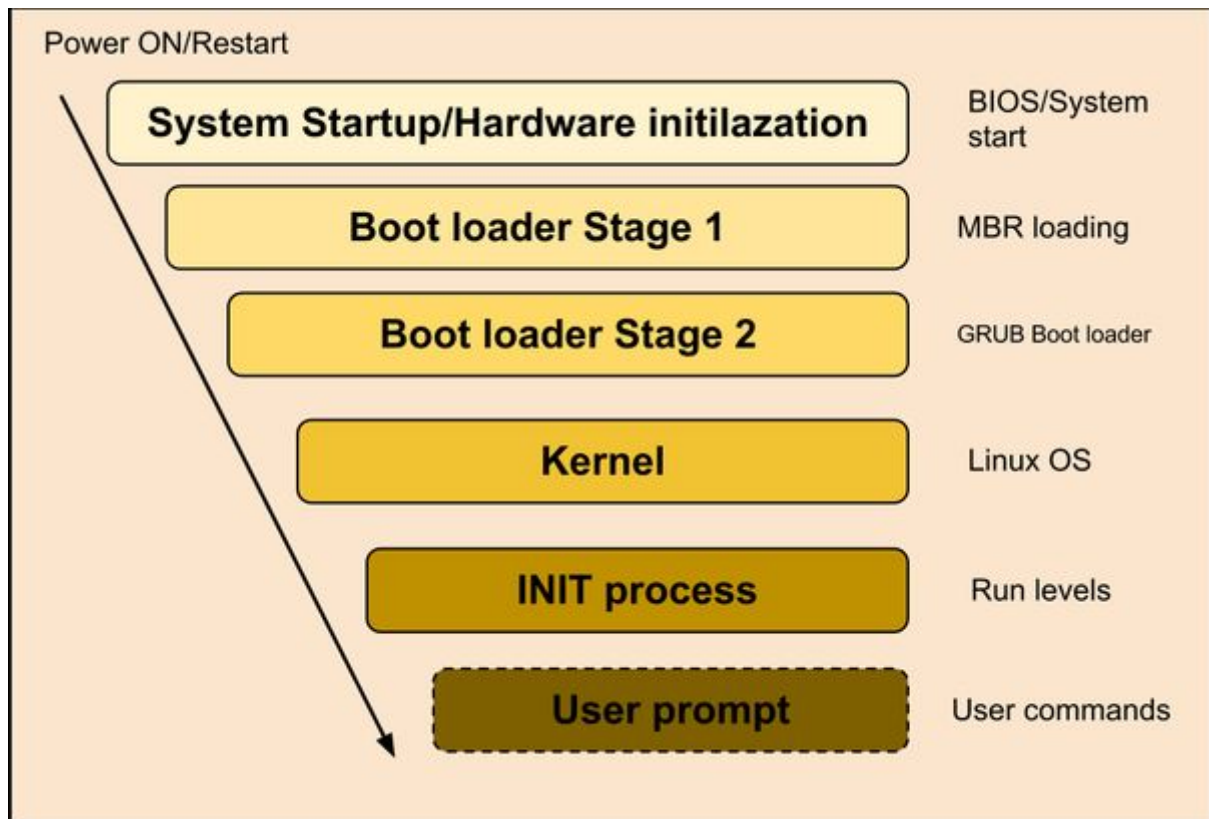 Power ON/Restart
System Startup/Hardware initilazation
BIOS/System
start
Boot loader Stage 1
MBR loading
Boot loader Stage 2
GRUB Boot loader
Kernel
Linux OS
INIT process
Run levels
User prompt
User commands